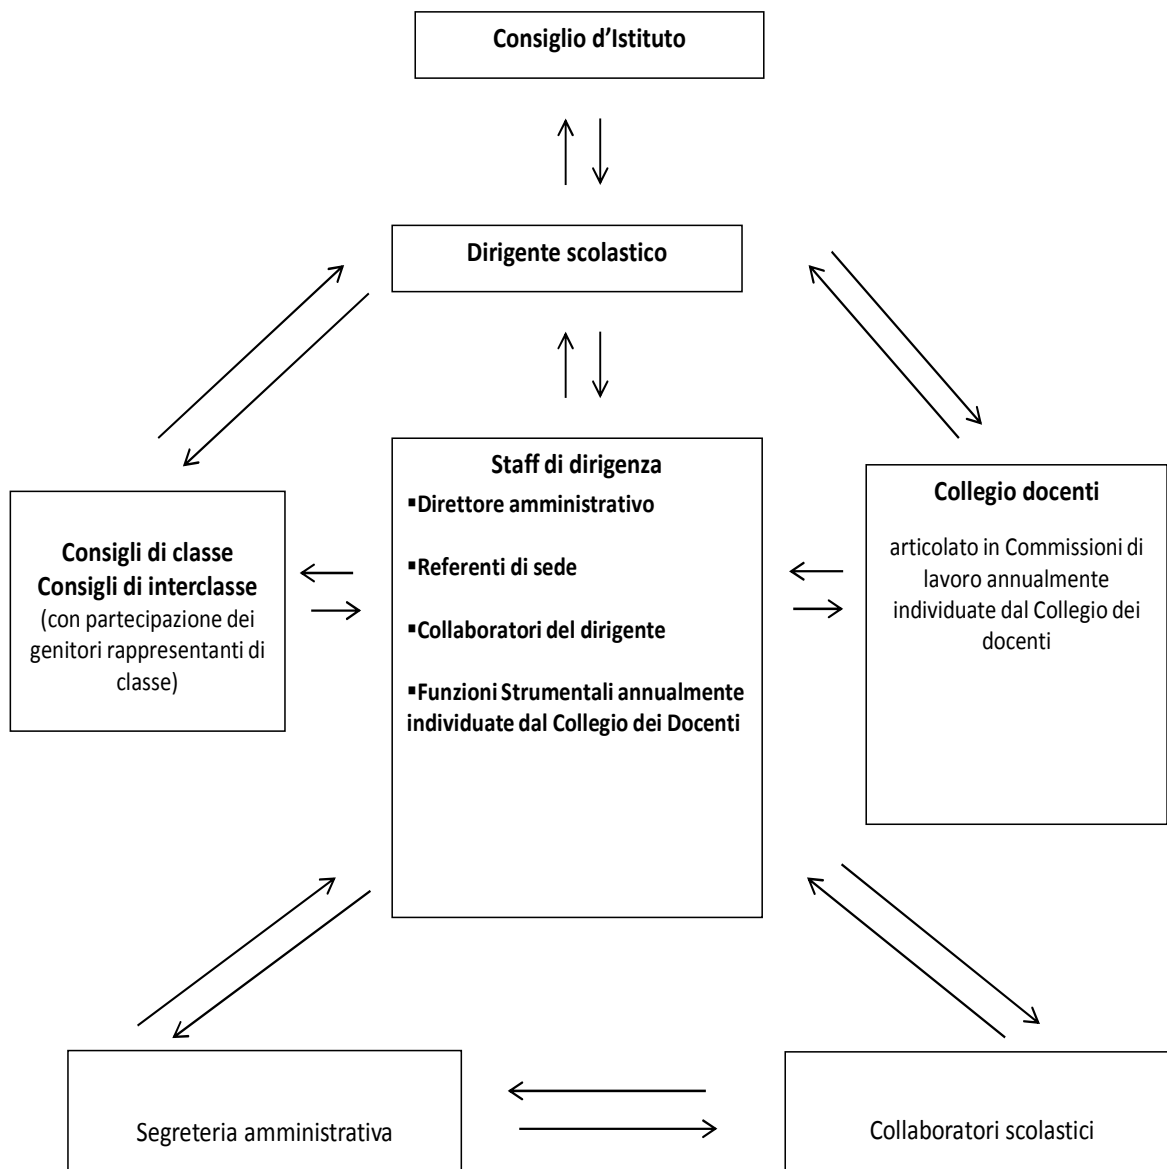 Consiglio d’Istituto
Dirigente scolastico
Staff di dirigenza
▪Direttore amministrativo
▪Referenti di sede
▪Collaboratori del dirigente
▪Funzioni Strumentali annualmente
individuate dal Collegio dei Docenti
Consigli di classe
Consigli di interclasse
(con partecipazione dei
genitori rappresentanti di
classe)
Collegio docenti
articolato in Commissioni di
lavoro annualmente
individuate dal Collegio dei
docenti
Segreteria amministrativa
Collaboratori scolastici